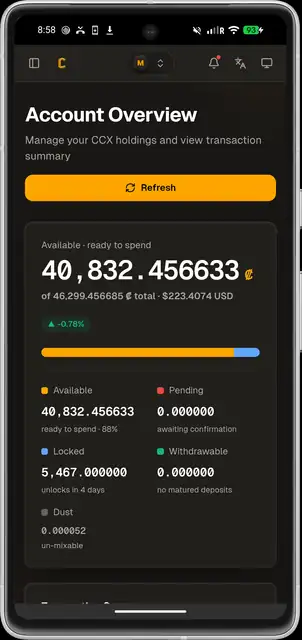 8:58
R
93
M
Account Overview
Manage your CCX holdings and view transaction
summary
Refresh
Available · ready to spend
40,832.456633 ₡
of 46,299.456685 ₡ total · $223.4074 USD
▲ -0.78%
Available
40,832.456633
ready to spend · 88%
Pending
0.000000
awaiting confirmation
Locked
5,467.000000
unlocks in 4 days
Withdrawable
0.000000
no matured deposits
Dust
0.000052
un-mixable